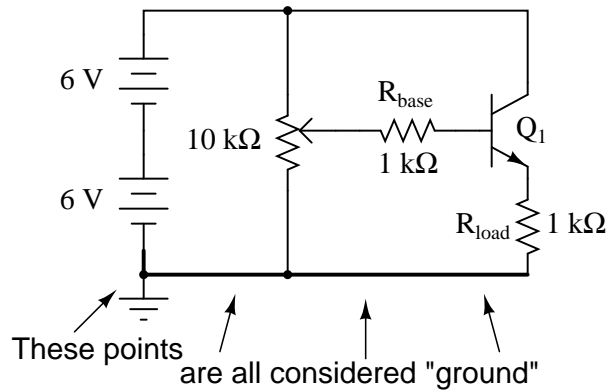 6 V
6 V
10 kΩ
R_base
1 kΩ
Q_1
R_load
1 kΩ
These points
are all considered "ground"